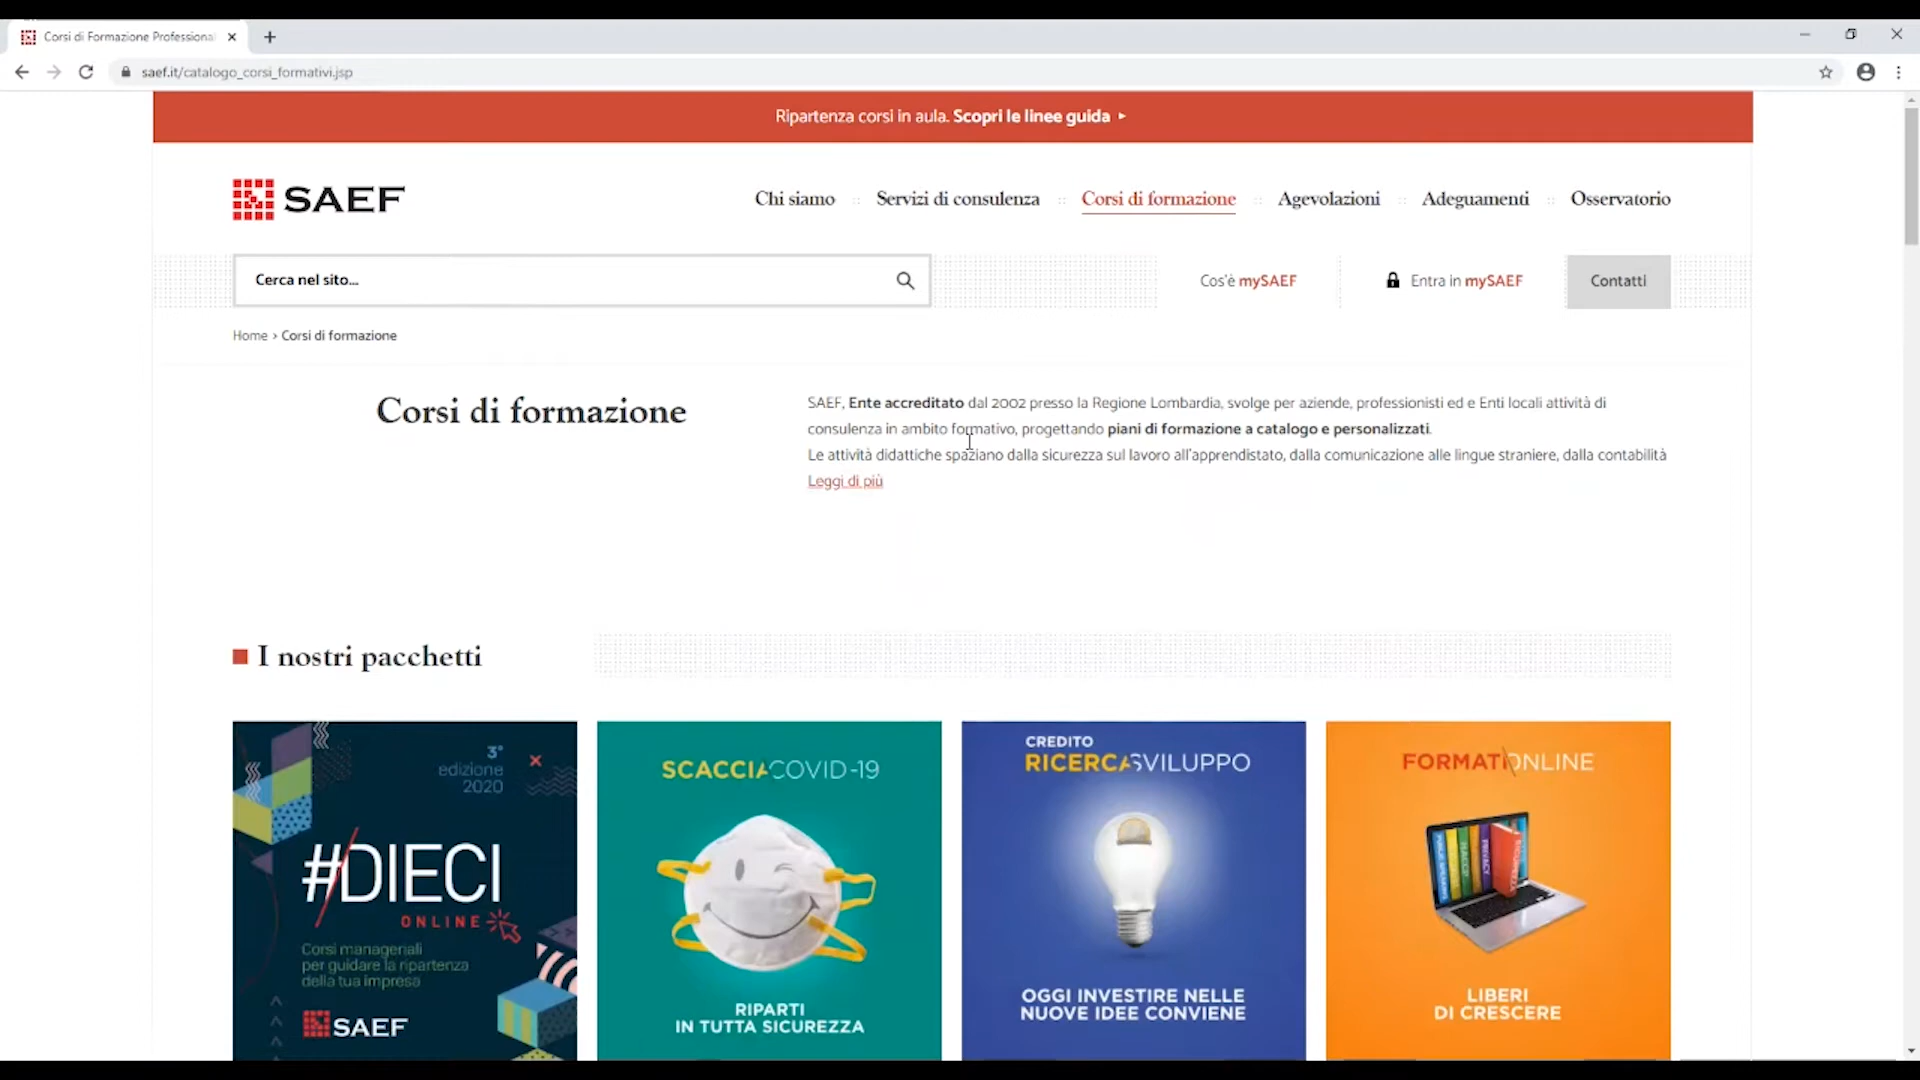 Corsi di Formazione Professiona
saef.it/catalogo_corsi_formativi.jsp
Ripartenza corsi in aula. Scopri le linee guida
SAEF
Chi siamo
Servizi di consulenza
Corsi di formazione
Agevolazioni
Adeguamenti
Osservatorio
Cerca nel sito...
Cos'è mySAEF
Entra in mySAEF
Contatti
Home › Corsi di formazione
Corsi di formazione
SAEF, Ente accreditato dal 2002 presso la Regione Lombardia, svolge per aziende, professionisti ed e Enti locali attività di
consulenza in ambito formativo, progettando piani di formazione a catalogo e personalizzati.
Le attività didattiche spaziano dalla sicurezza sul lavoro all'apprendistato, dalla comunicazione alle lingue straniere, dalla contabilità
Leggi di più
I nostri pacchetti
3°
edizione
2020
#DIECI
ONLINE
Corsi manageriali
per guidare la ripartenza
della tua impresa
SAEF
SCACCIACOVID-19
RIPARTI
IN TUTTA SICUREZZA
CREDITO
RICERCASVILUPPO
OGGI INVESTIRE NELLE
NUOVE IDEE CONVIENE
FORMATIONLINE
PRIVACY
LIBERI
DI CRESCERE